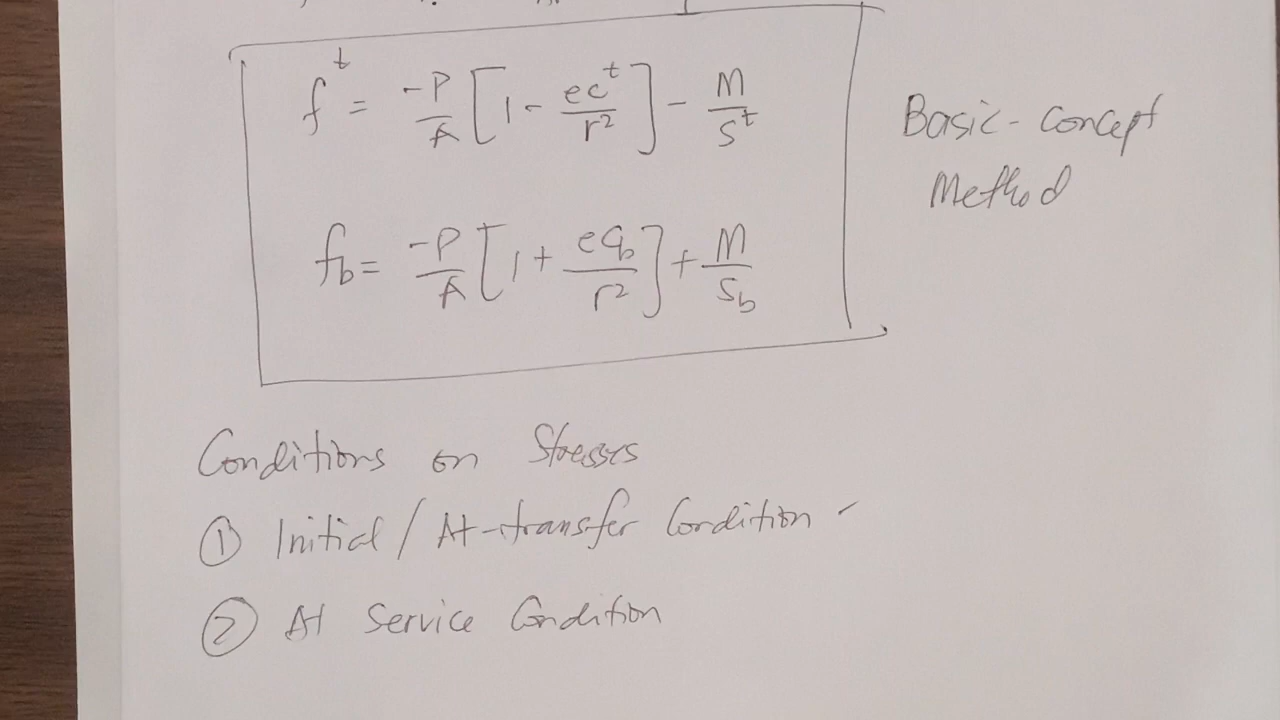 f^t = -P/A [1 - ec^t/r²] - M/S^t
Basic-Concept
Method
f_b = -P/A [1 + ec_b/r²] + M/S_b
Conditions on Stresses
① Initial / At-transfer Condition
② At Service Condition